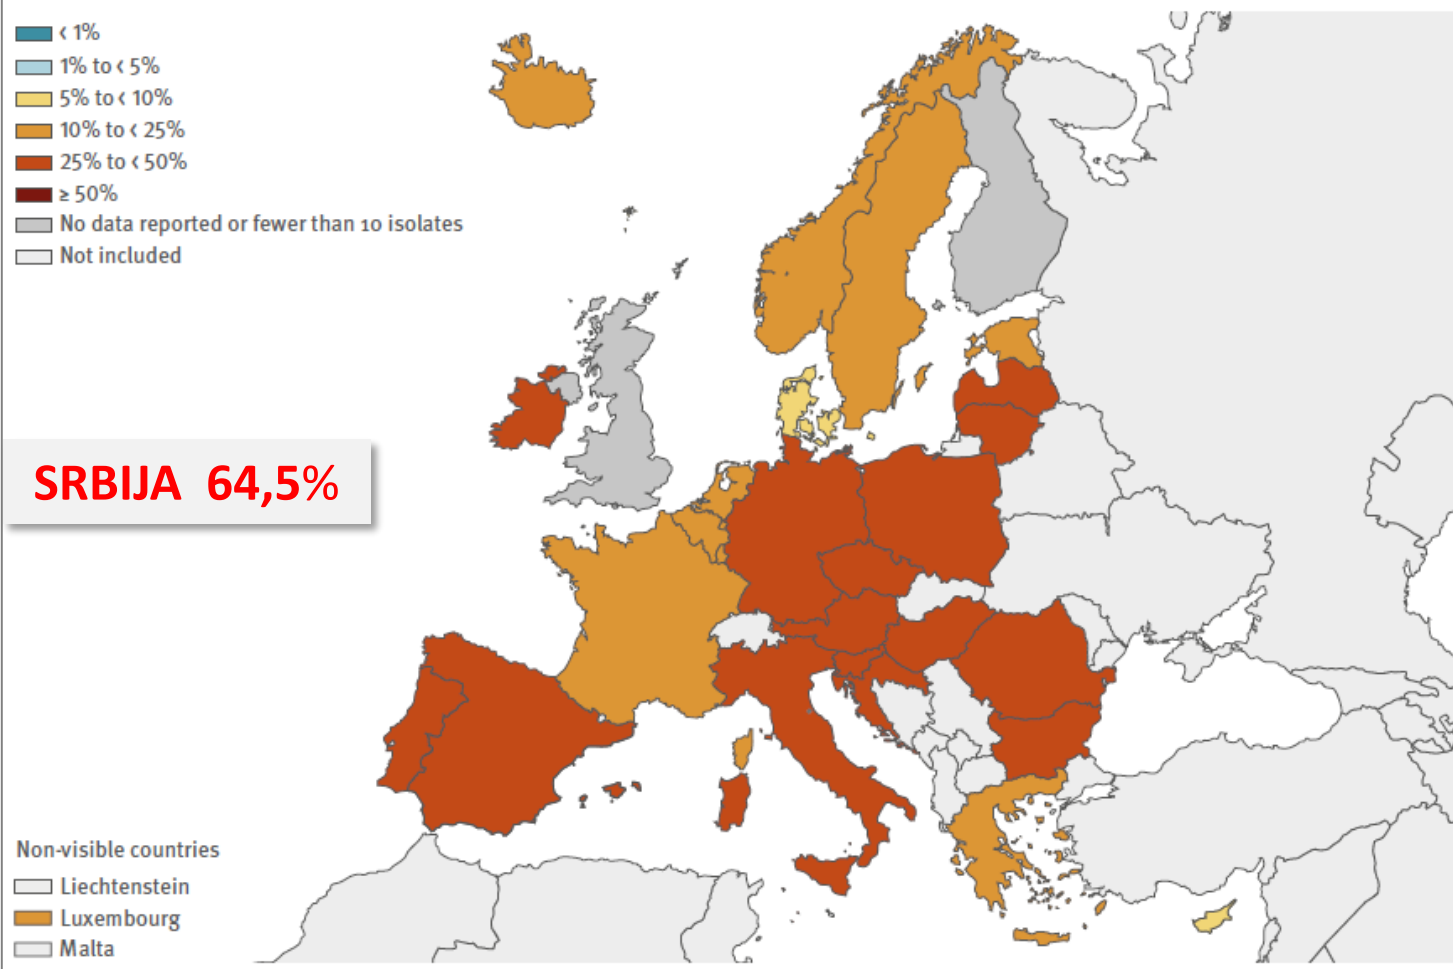 < 1%
1% to < 5%
5% to < 10%
10% to < 25%
25% to < 50%
≥ 50%
No data reported or fewer than 10 isolates
Not included
SRBIJA 64,5%
Non-visible countries
Liechtenstein
Luxembourg
Malta